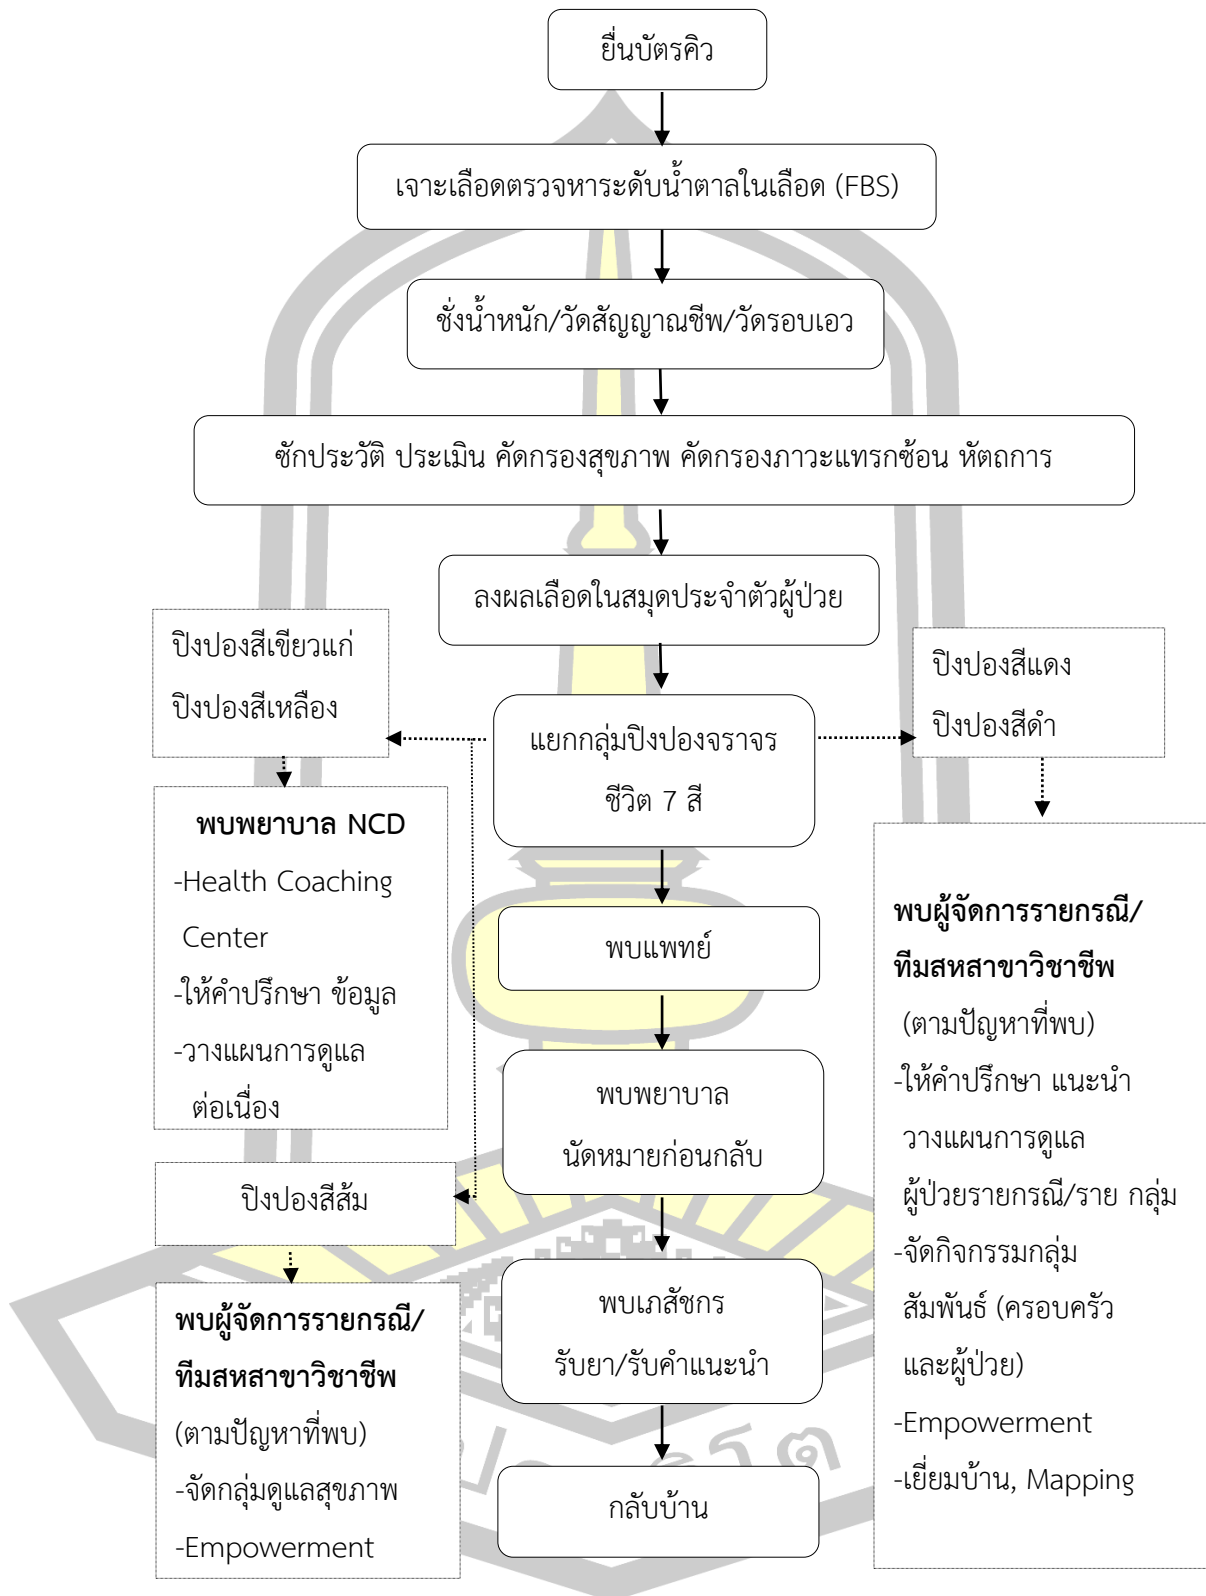 ยื่นบัตรคิว
เจาะเลือดตรวจหาระดับน้ำตาลในเลือด (FBS)
ชั่งน้ำหนัก/วัดสัญญาณชีพ/วัดรอบเอว
ซักประวัติ ประเมิน คัดกรองสุขภาพ คัดกรองภาวะแทรกซ้อน หัตถการ
ลงผลเลือดในสมุดประจำตัวผู้ป่วย
ปิงปองสีเขียวแก่
ปิงปองสีเหลือง
แยกกลุ่มปิงปองจราจร
ชีวิต 7 สี
ปิงปองสีแดง
ปิงปองสีดำ
พบพยาบาล NCD
-Health Coaching
Center
-ให้คำปรึกษา ข้อมูล
-วางแผนการดูแล
ต่อเนื่อง
พบแพทย์
พบพยาบาล
นัดหมายก่อนกลับ
ปิงปองสีส้ม
พบผู้จัดการรายกรณี/
ทีมสหสาขาวิชาชีพ
(ตามปัญหาที่พบ)
-จัดกลุ่มดูแลสุขภาพ
-Empowerment
พบเภสัชกร
รับยา/รับคำแนะนำ
กลับบ้าน
พบผู้จัดการรายกรณี/
ทีมสหสาขาวิชาชีพ
(ตามปัญหาที่พบ)
-ให้คำปรึกษา แนะนำ
วางแผนการดูแล
ผู้ป่วยรายกรณี/ราย กลุ่ม
-จัดกิจกรรมกลุ่ม
สัมพันธ์ (ครอบครัว
และผู้ป่วย)
-Empowerment
-เยี่ยมบ้าน, Mapping